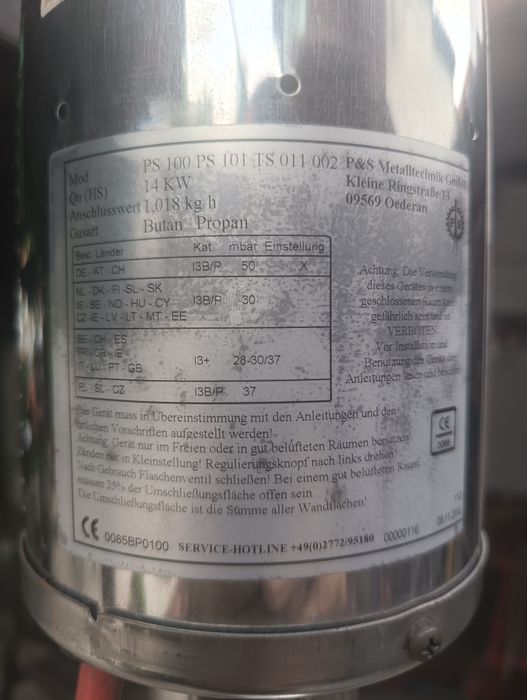 Mod PS 100 PS 101 TS 011 002
Qn (HS) 14 KW
Anschlusswert 1,018 kg h
Gasart Butan Propan
P&S Metalltechnik GmbH
Kleine Ringstraße 13
09569 Oederan
Best. Länder Kat. mbar Einstellung
DE - AT - CH I3B/P 50 X
NL - DK - FI - SL - SK
IS - SE - NO - HU - CY I3B/P 30
CZ - IE - LV - LT - MT - EE
BE - CH - ES
FR - GR - IE I3+ 28-30/37
IT - LU - PT - GB
PL - SL - CZ I3B/P 37
Achtung: Die Verwendung
dieses Gerätes in einem
geschlossenen Raum kann
gefährlich sein und ist
VERBOTEN
Vor Installation und
Benutzung des Geräts die
Anleitungen lesen und beachten
Das Gerät muss in Übereinstimmung mit den Anleitungen und den
örtlichen Vorschriften aufgestellt werden!
Achtung: Gerät nur im Freien oder in gut belüfteten Räumen benutzen
Zünden nur in Kleinstellung! Regulierungsknopf nach links drehen!
Nach Gebrauch Flaschenventil schließen! Bei einem gut belüfteten Raum
müssen 25% der Umschließungsfläche offen sein.
Die Umschließungsfläche ist die Sümme aller Wandflächen!
CE
0085
CE 0085BP0100 SERVICE-HOTLINE +49(0)2772/95180 00000116